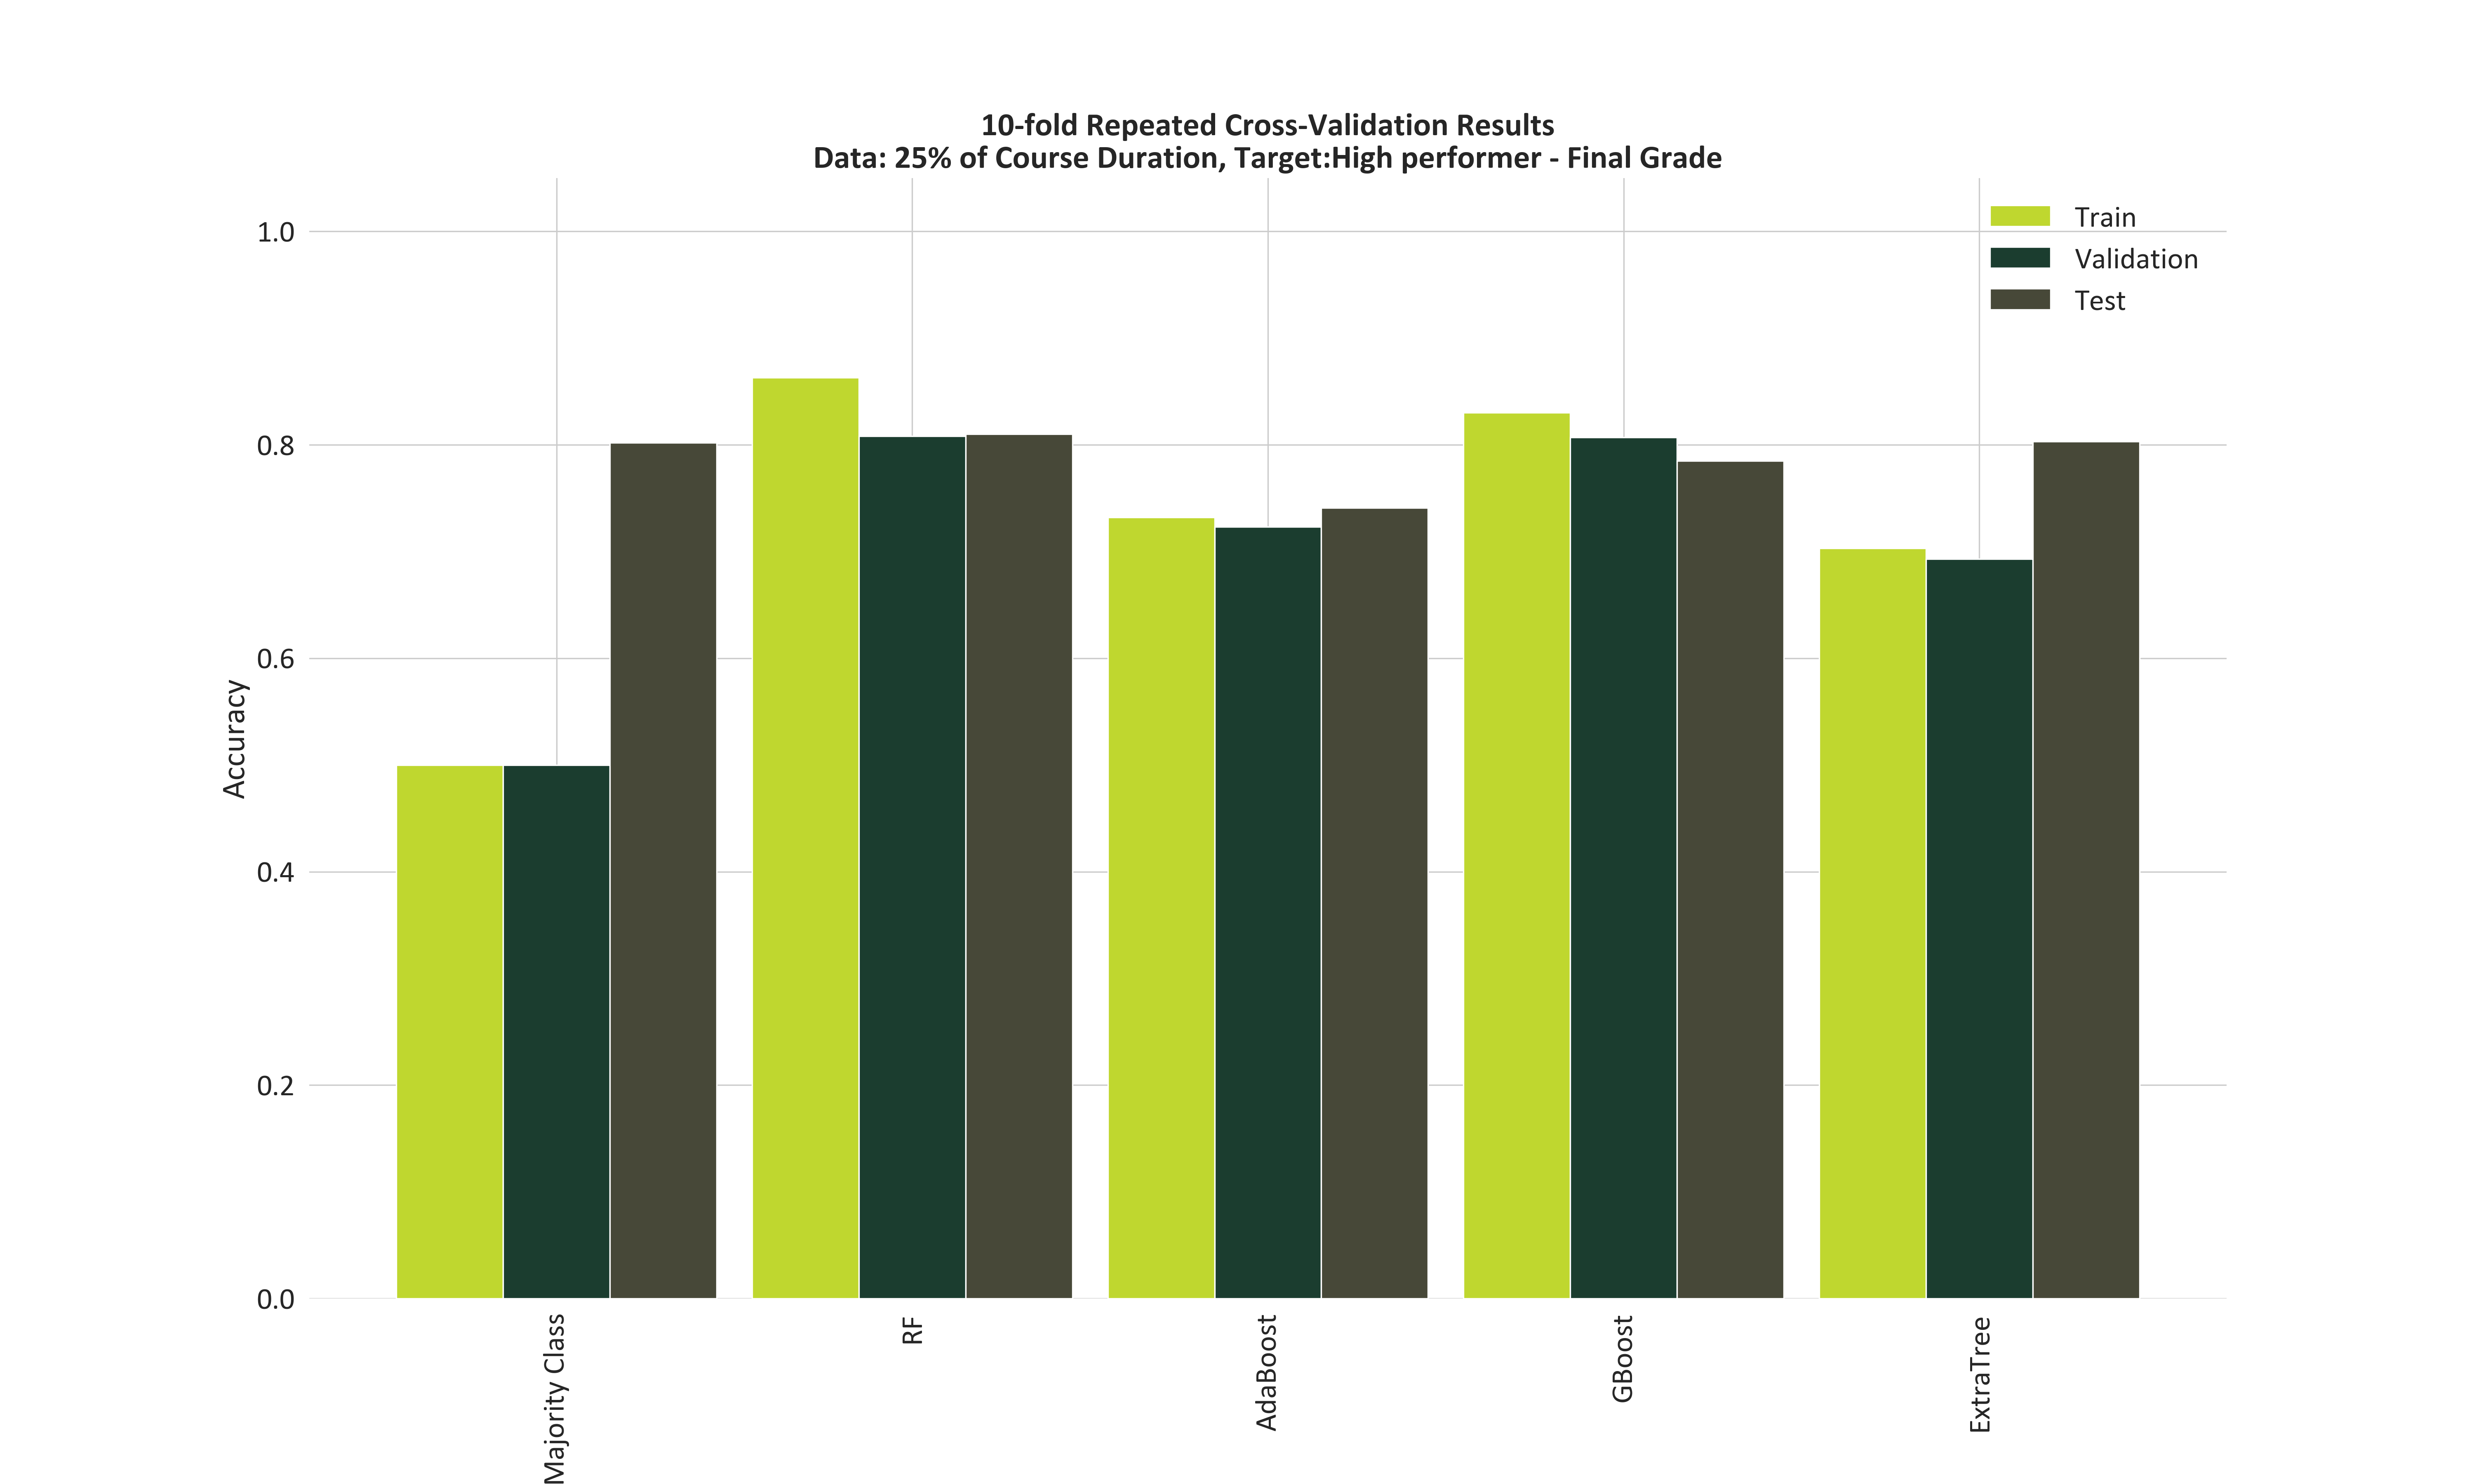 10-fold Repeated Cross-Validation Results
Data: 25% of Course Duration, Target:High performer - Final Grade
Train
Validation
Test
1.0
0.8
0.6
0.4
0.2
0.0
Accuracy
Majority Class
RF
AdaBoost
GBoost
ExtraTree